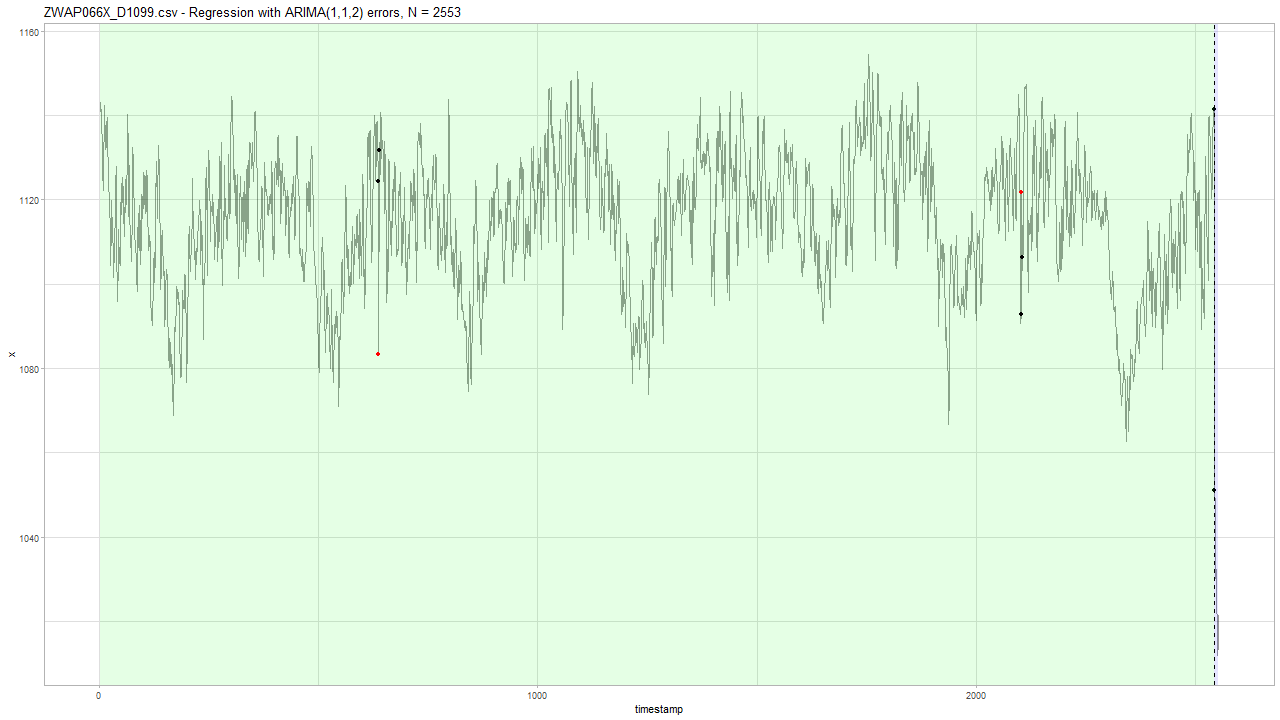 ZWAP066X_D1099.csv - Regression with ARIMA(1,1,2) errors, N = 2553
1160
1120
1080
1040
x
0 1000 2000
timestamp